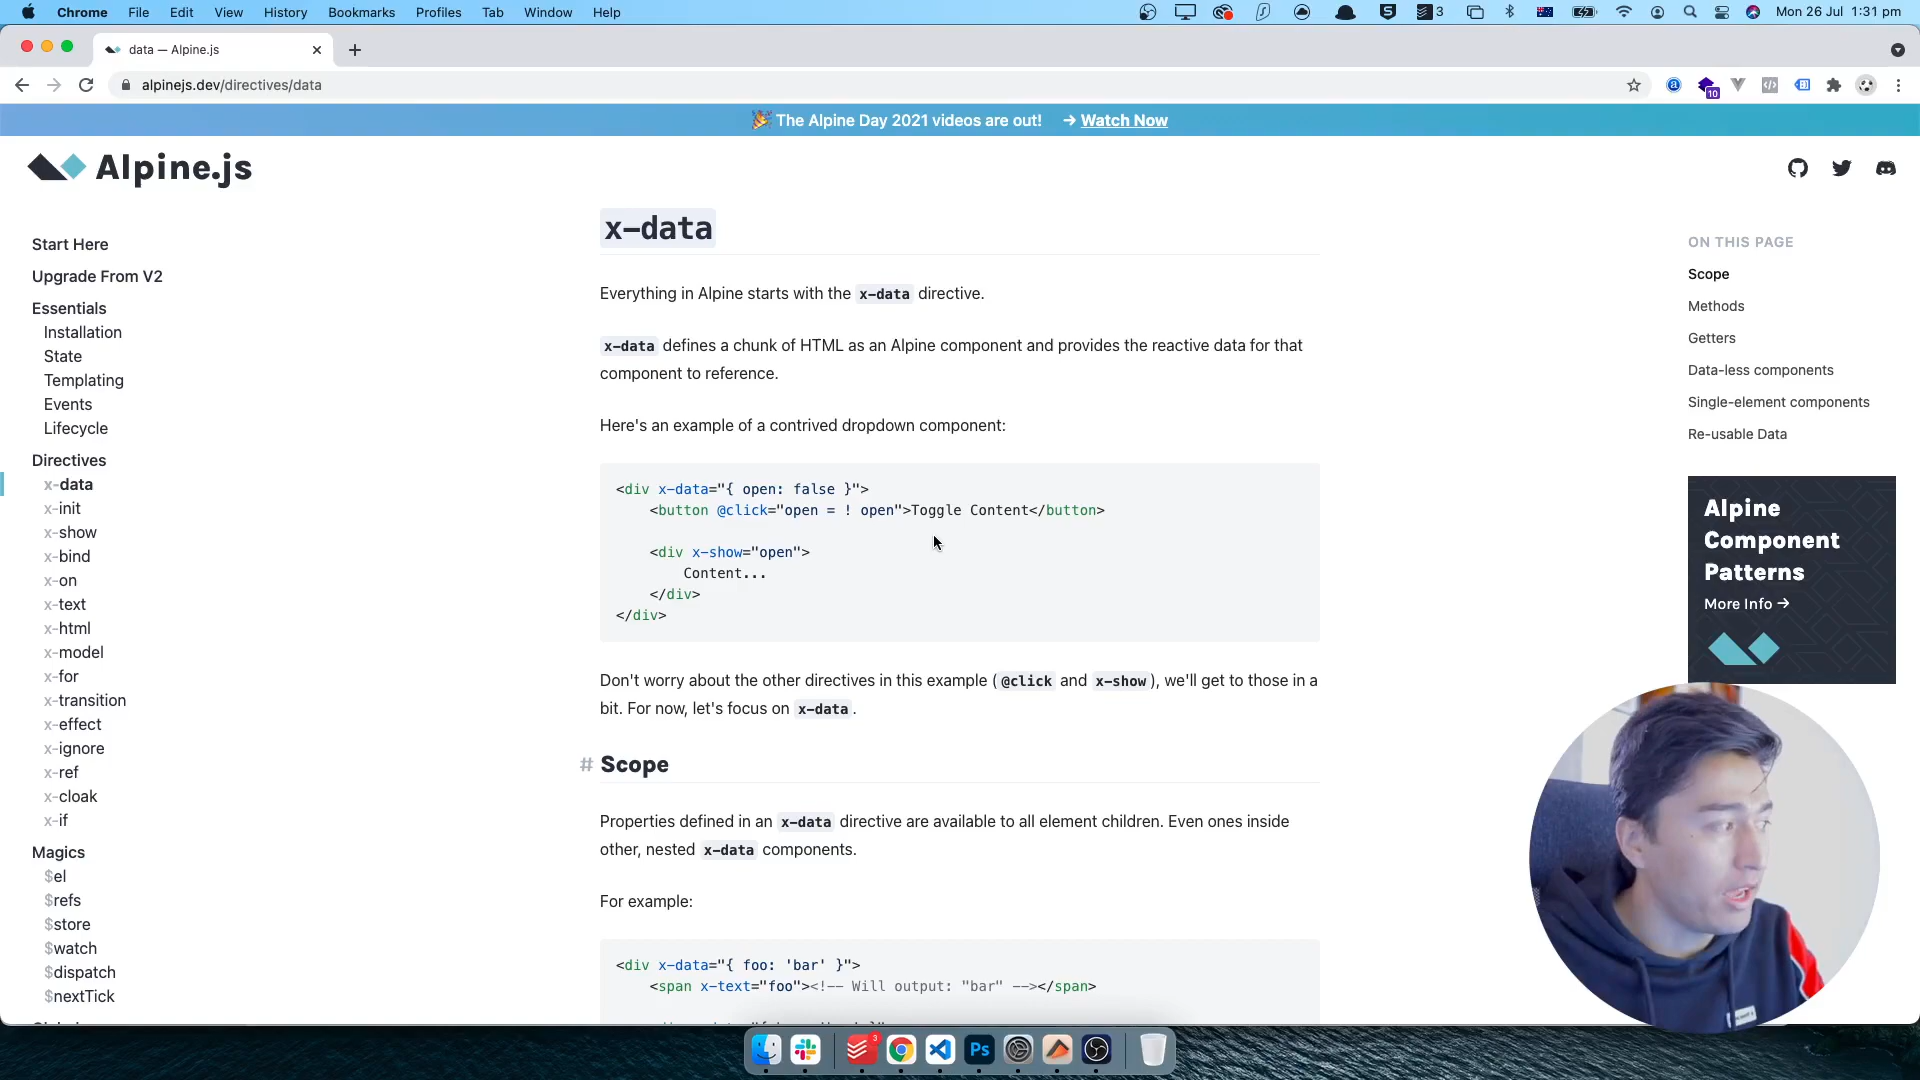 Chrome File Edit View History Bookmarks Profiles Tab Window Help 3 Mon 26 Jul 1:31 pm
data — Alpine.js
alpinejs.dev/directives/data
10
🎉 The Alpine Day 2021 videos are out! → Watch Now
Alpine.js
Start Here
Upgrade From V2
Essentials
Installation
State
Templating
Events
Lifecycle
Directives
x-data
x-init
x-show
x-bind
x-on
x-text
x-html
x-model
x-for
x-transition
x-effect
x-ignore
x-ref
x-cloak
x-if
Magics
$el
$refs
$store
$watch
$dispatch
$nextTick
x-data
Everything in Alpine starts with the x-data directive.
x-data defines a chunk of HTML as an Alpine component and provides the reactive data for that
component to reference.
Here's an example of a contrived dropdown component:
<div x-data="{ open: false }">
<button @click="open = ! open">Toggle Content</button>
<div x-show="open">
Content...
</div>
</div>
Don't worry about the other directives in this example ( @click and x-show ), we'll get to those in a
bit. For now, let's focus on x-data .
# Scope
Properties defined in an x-data directive are available to all element children. Even ones inside
other, nested x-data components.
For example:
<div x-data="{ foo: 'bar' }">
<span x-text="foo"><!-- Will output: "bar" --></span>
ON THIS PAGE
Scope
Methods
Getters
Data-less components
Single-element components
Re-usable Data
Alpine
Component
Patterns
More Info →
3
Ps